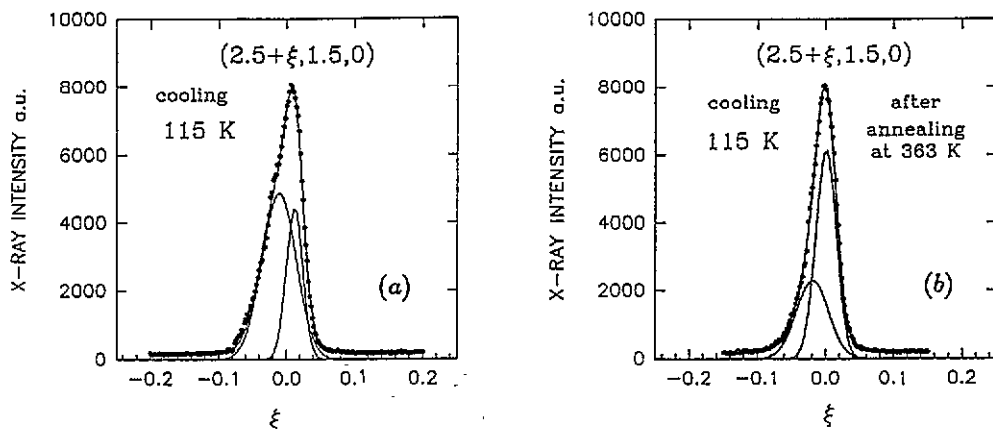 10000
8000
6000
4000
2000
0
X-RAY INTENSITY a.u.
(2.5+ξ,1.5,0)
cooling
115 K
(a)
−0.2 −0.1 0.0 0.1 0.2
ξ
10000
8000
6000
4000
2000
0
X-RAY INTENSITY a.u.
(2.5+ξ,1.5,0)
cooling
115 K
after
annealing
at 363 K
(b)
−0.2 −0.1 0.0 0.1 0.2
ξ